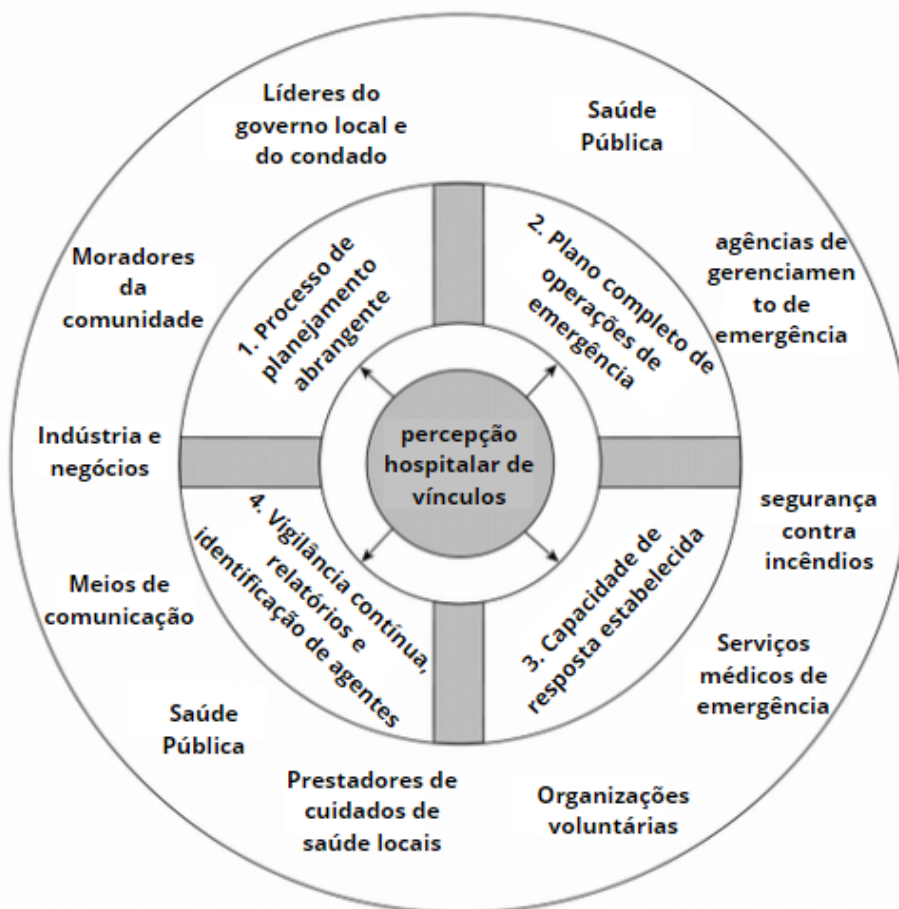 Líderes do
governo local e
do condado
Saúde
Pública
agências de
gerenciamen
to de
emergência
segurança
contra
incêndios
Serviços
médicos de
emergência
Organizações
voluntárias
Prestadores de
cuidados de
saúde locais
Saúde
Pública
Meios de
comunicação
Indústria e
negócios
Moradores
da
comunidade
1. Processo de
planejamento
abrangente
2. Plano completo de
operações de
emergência
3. Capacidade de
resposta estabelecida
4. Vigilância contínua,
relatórios e
identificação de agentes
percepção
hospitalar de
vínculos